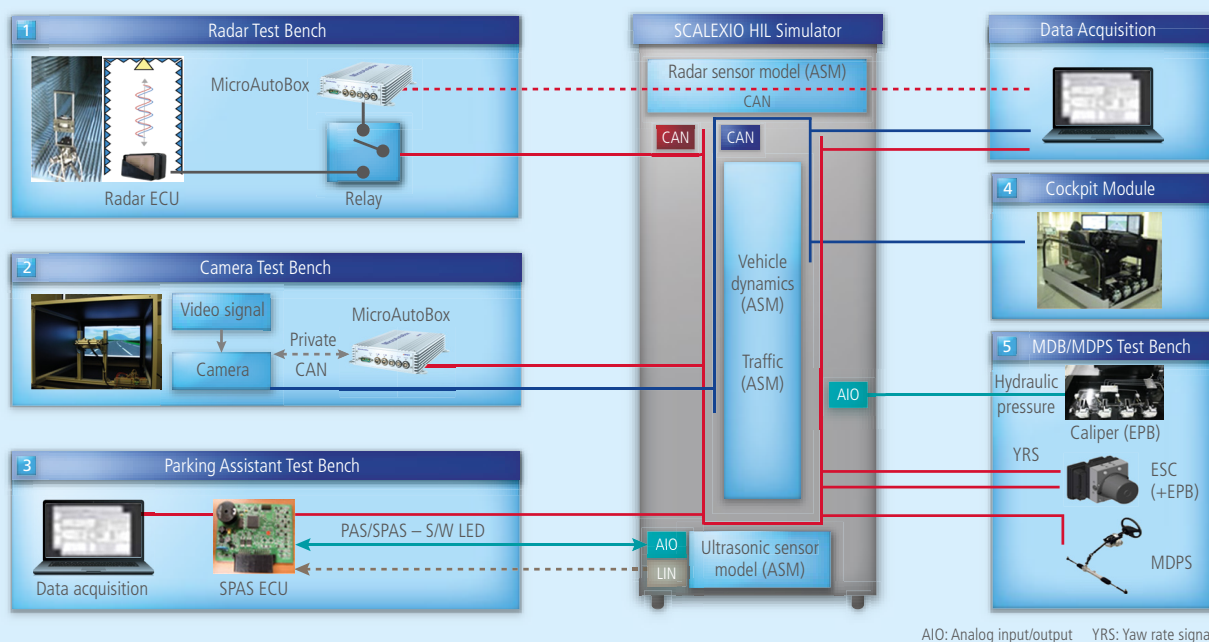 1
Radar Test Bench
MicroAutoBox
Radar ECU
Relay
2
Camera Test Bench
Video signal
Camera
Private
CAN
MicroAutoBox
3
Parking Assistant Test Bench
PAS/SPAS – S/W LED
Data acquisition
SPAS ECU
SCALEXIO HIL Simulator
Radar sensor model (ASM)
CAN
CAN
CAN
Vehicle
dynamics
(ASM)
Traffic
(ASM)
AIO
AIO
LIN
Ultrasonic sensor
model (ASM)
Data Acquisition
4
Cockpit Module
5
MDB/MDPS Test Bench
Hydraulic
pressure
Caliper (EPB)
YRS
ESC
(+EPB)
MDPS
AIO: Analog input/output YRS: Yaw rate signa